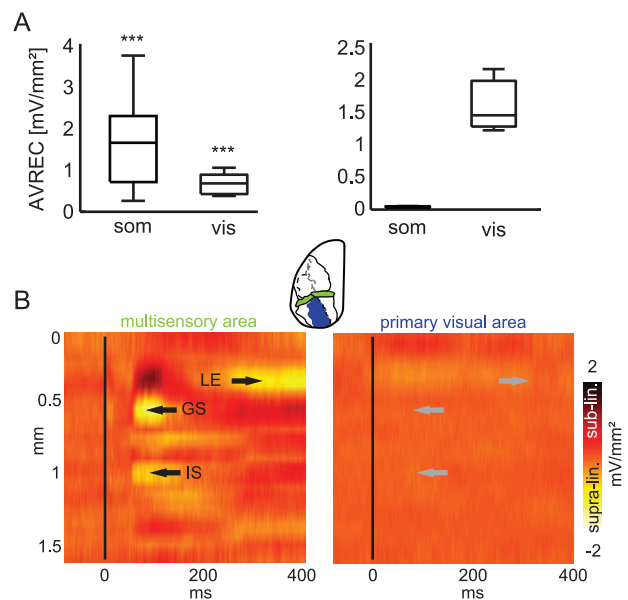 A
AVREC [mV/mm²]
4
3
2
1
0
***
***
som
vis
2.5
2
1.5
1
0.5
0
som
vis
B
multisensory area
primary visual area
0
0.5
1
1.5
mm
LE
GS
IS
0
200
400
ms
0
200
400
ms
2
sub-lin.
supra-lin.
-2
mV/mm²